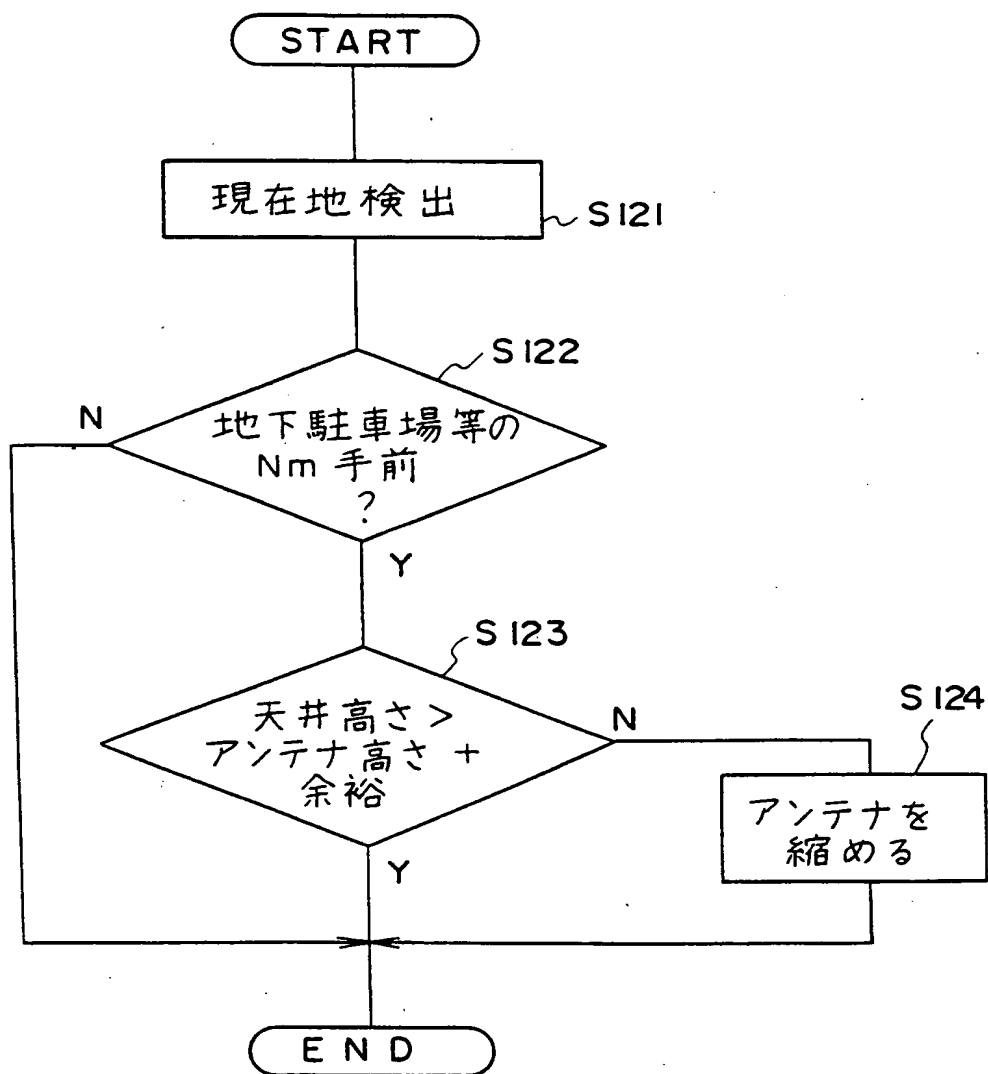 START
現在地検出
S121
S122
N
地下駐車場等の
Nm手前
?
Y
S123
天井高さ>
アンテナ高さ+
余裕
N
S124
アンテナを
縮める
Y
END